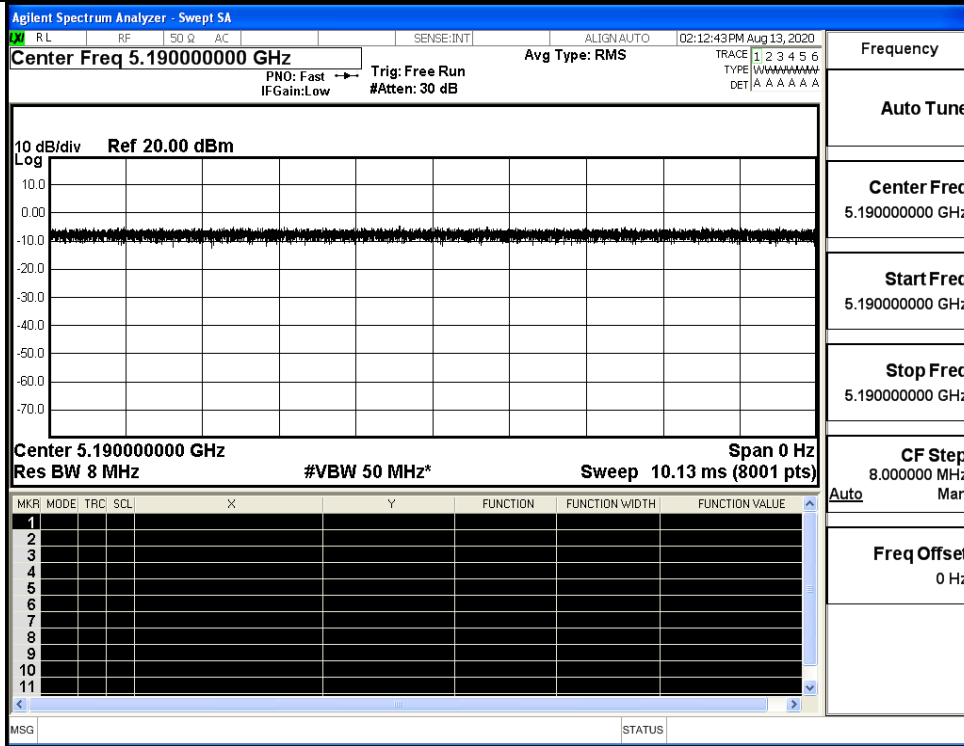 Agilent Spectrum Analyzer - Swept SA
LXI RL RF 50 Ω AC SENSE:INT ALIGNAUTO 02:12:43PM Aug 13, 2020
Center Freq 5.190000000 GHz
PNO: Fast
IFGain:Low
Trig: Free Run
#Atten: 30 dB
Avg Type: RMS
TRACE 1 2 3 4 5 6
TYPE WWWWWW
DET A A A A A A
10 dB/div Ref 20.00 dBm
Log
10.0
0.00
-10.0
-20.0
-30.0
-40.0
-50.0
-60.0
-70.0
Center 5.190000000 GHz Span 0 Hz
Res BW 8 MHz #VBW 50 MHz* Sweep 10.13 ms (8001 pts)
MKR MODE TRC SCL X Y FUNCTION FUNCTION WIDTH FUNCTION VALUE
1
2
3
4
5
6
7
8
9
10
11
MSG STATUS
Frequency
Auto Tune
Center Freq
5.190000000 GHz
Start Freq
5.190000000 GHz
Stop Freq
5.190000000 GHz
CF Step
8.000000 MHz
Auto Man
Freq Offset
0 Hz